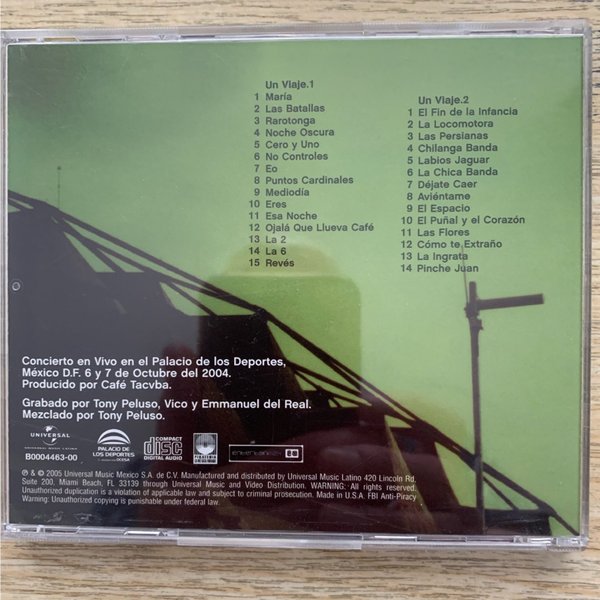 Un Viaje.1
1 María
2 Las Batallas
3 Rarotonga
4 Noche Oscura
5 Cero y Uno
6 No Controles
7 Eo
8 Puntos Cardinales
9 Mediodía
10 Eres
11 Esa Noche
12 Ojalá Que Llueva Café
13 La 2
14 La 6
15 Revés
Un Viaje.2
1 El Fin de la Infancia
2 La Locomotora
3 Las Persianas
4 Chilanga Banda
5 Labios Jaguar
6 La Chica Banda
7 Déjate Caer
8 Aviéntame
9 El Espacio
10 El Puñal y el Corazón
11 Las Flores
12 Cómo te Extraño
13 La Ingrata
14 Pinche Juan
Concierto en Vivo en el Palacio de los Deportes,
México D.F. 6 y 7 de Octubre del 2004.
Producido por Café Tacvba.
Grabado por Tony Peluso, Vico y Emmanuel del Real.
Mezclado por Tony Peluso.
UNIVERSAL
B0004463-00
PALACIO DE
LOS DEPORTES
COMPACT
disc
DIGITAL AUDIO
℗ & © 2005 Universal Music Mexico S.A. de C.V. Manufactured and distributed by Universal Music Latino 420 Lincoln Rd,
Suite 200, Miami Beach, FL 33139 through Universal Music and Video Distribution. WARNING: All rights reserved.
Unauthorized duplication is a violation of applicable law and subject to criminal prosecution. Made in U.S.A. FBI Anti-Piracy
Warning: Unauthorized copying is punishable under federal law.